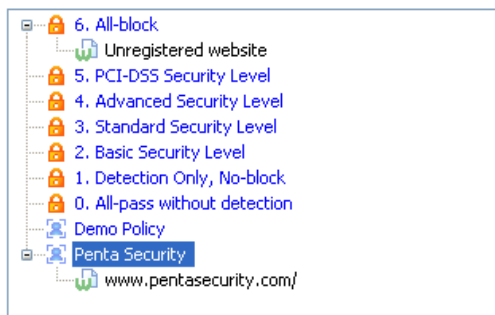 6. All-block
Unregistered website
5. PCI-DSS Security Level
4. Advanced Security Level
3. Standard Security Level
2. Basic Security Level
1. Detection Only, No-block
0. All-pass without detection
Demo Policy
Penta Security
www.pentasecurity.com/